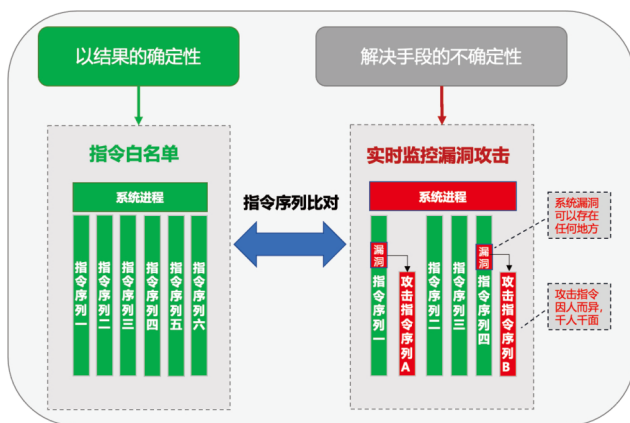 以结果的确定性
解决手段的不确定性
指令白名单
系统进程
指令序列一
指令序列二
指令序列三
指令序列四
指令序列五
指令序列六
指令序列比对
实时监控漏洞攻击
系统进程
漏洞
指令序列一
攻击指令序列A
指令序列二
指令序列三
漏洞
指令序列四
攻击指令序列B
系统漏洞
可以存在
任何地方
攻击指令
因人而异，
千人千面